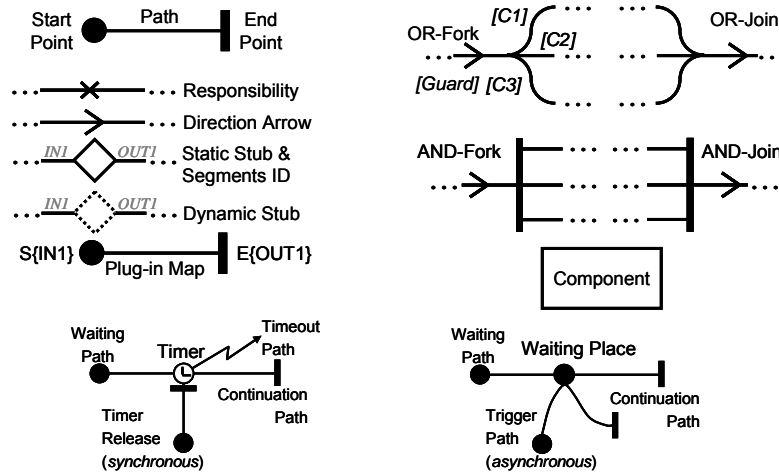 Start
Point
Path
End
Point
... × ... Responsibility
... ... Direction Arrow
IN1 OUT1
... ... Static Stub &
Segments ID
IN1 OUT1
... ... Dynamic Stub
S{IN1} E{OUT1}
Plug-in Map
Waiting
Path
Timer
Timeout
Path
Continuation
Path
Timer
Release
(synchronous)
OR-Fork
[C1]
[C2]
[C3]
[Guard]
OR-Join
AND-Fork
AND-Join
Component
Waiting
Path
Waiting Place
Continuation
Path
Trigger
Path
(asynchronous)